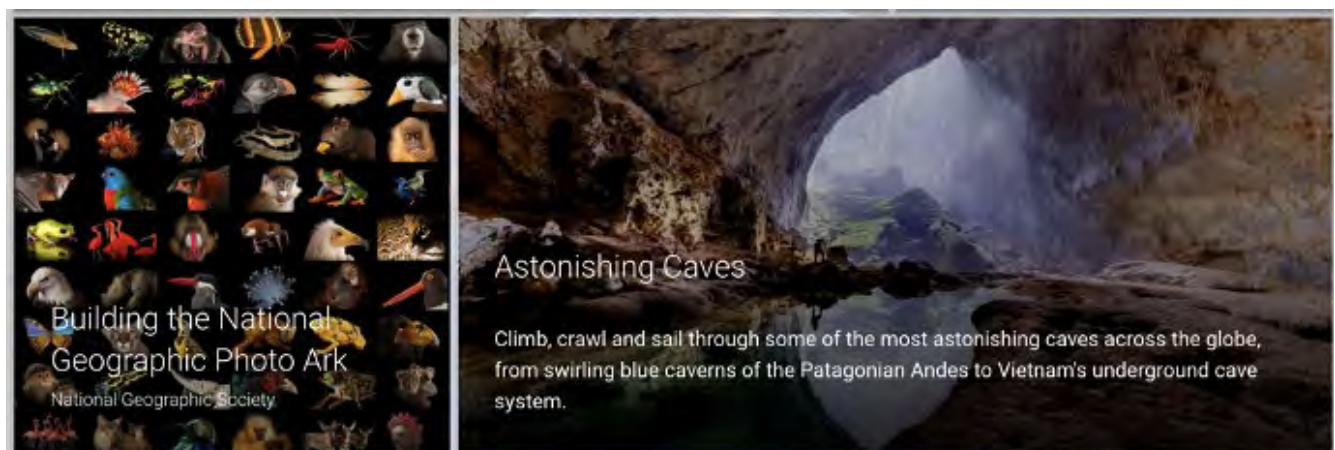 Building the National
Geographic Photo Ark
National Geographic Society
Astonishing Caves
Climb, crawl and sail through some of the most astonishing caves across the globe,
from swirling blue caverns of the Patagonian Andes to Vietnam's underground cave
system.